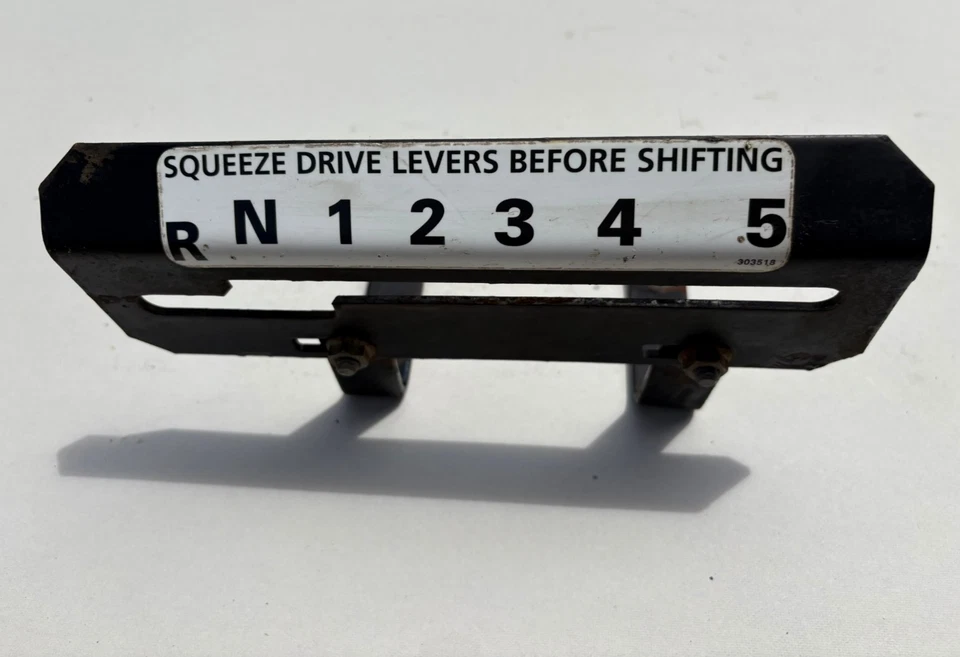 SQUEEZE DRIVE LEVERS BEFORE SHIFTING
R N 1 2 3 4 5
303518